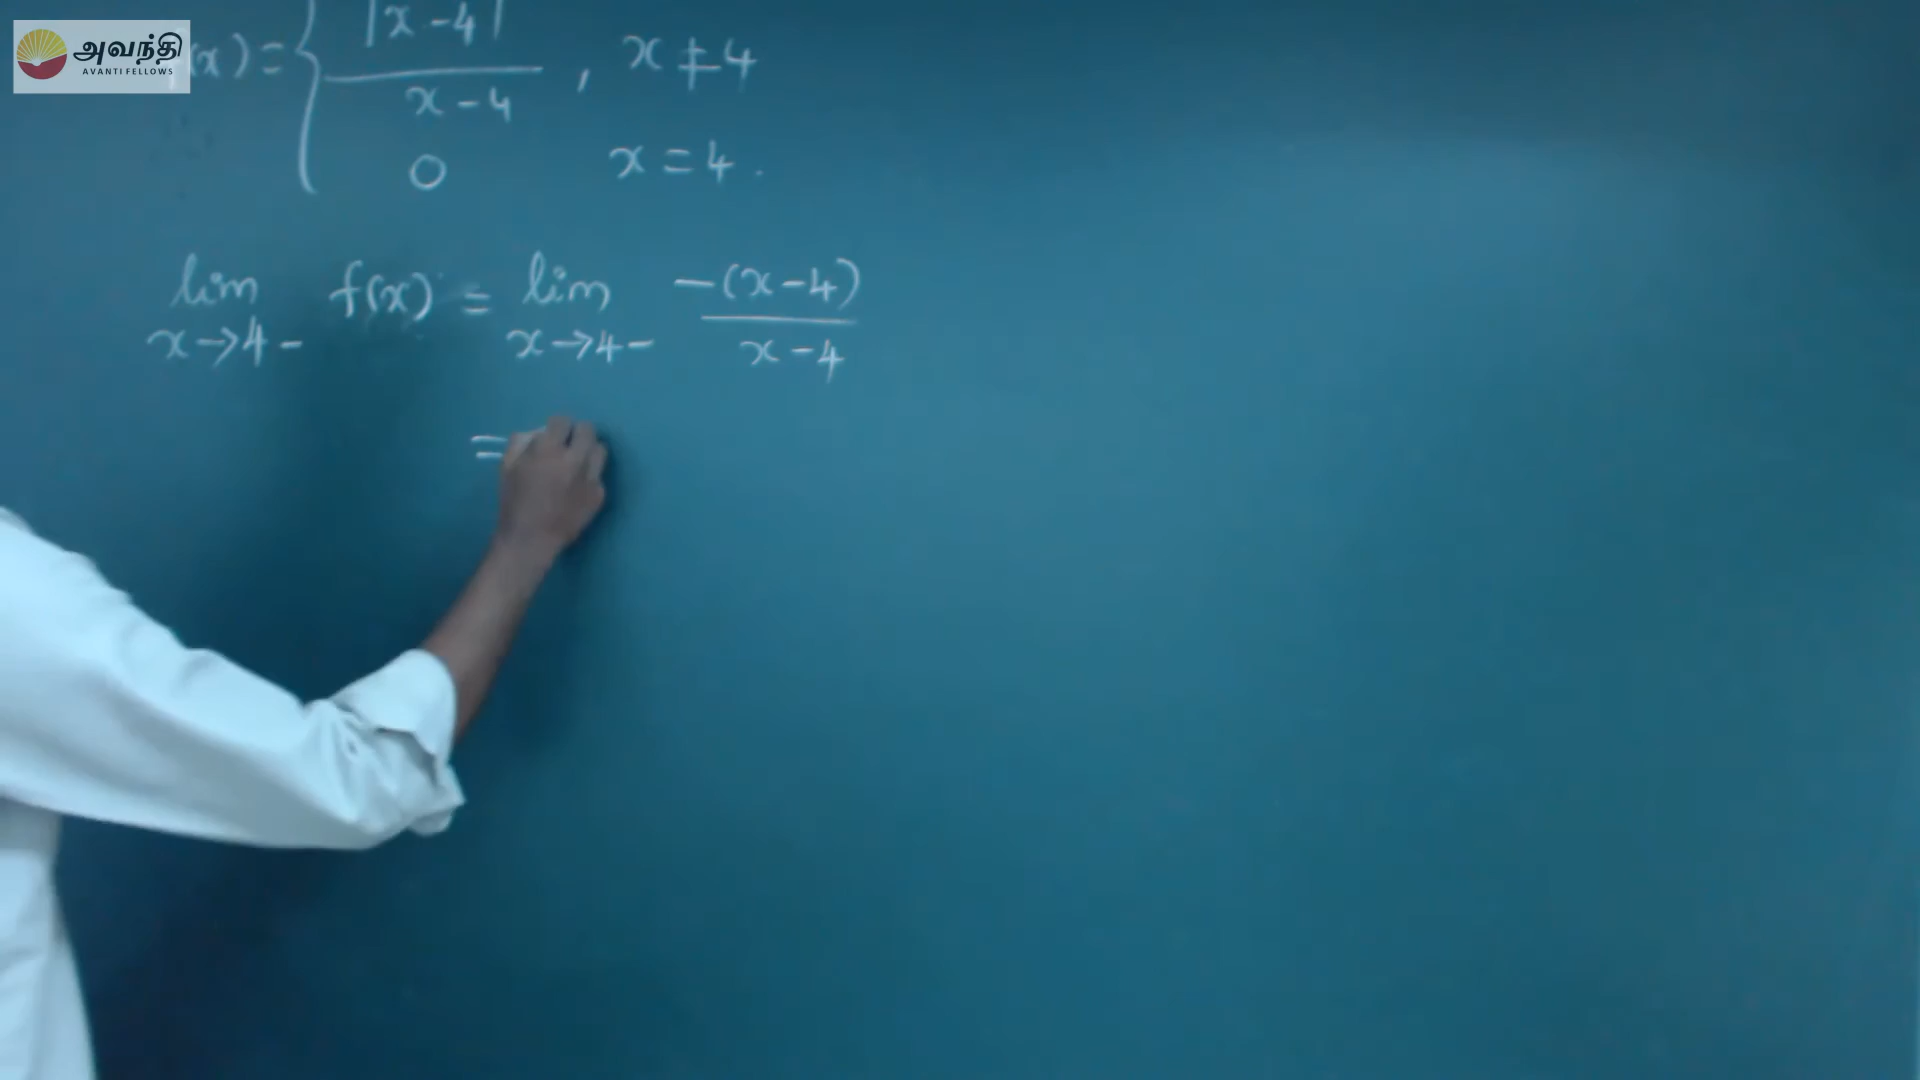 அவந்தி
AVANTI FELLOWS
f(x) = { |x-4| / x-4 , x ≠ 4
0 x = 4 .
lim x→4- f(x) = lim x→4- -(x-4) / x-4
=